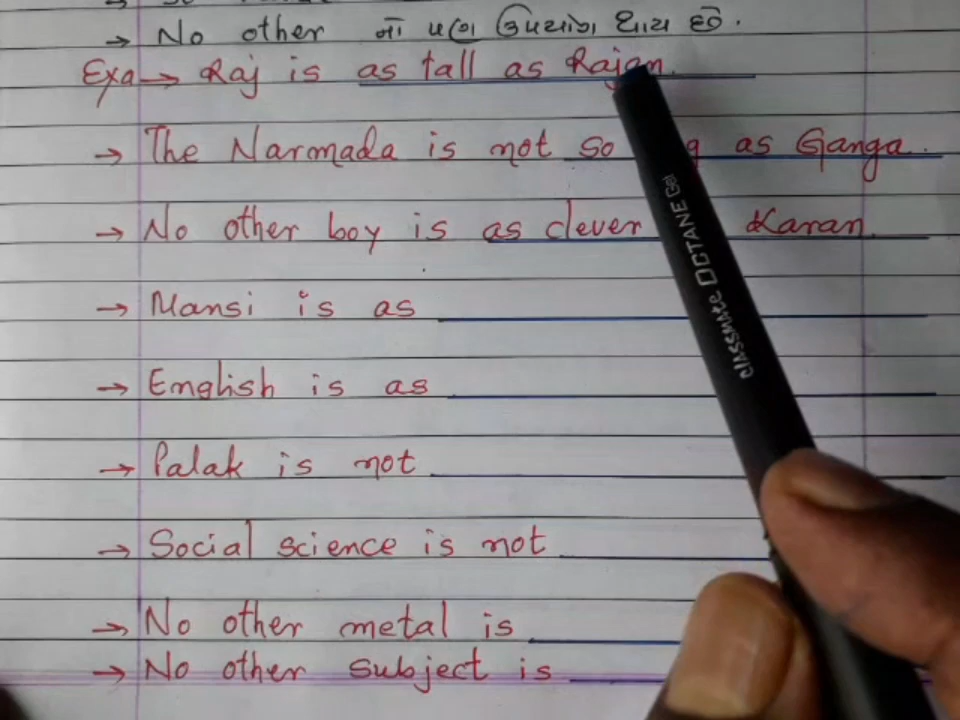 → No other નો પણ ઉપયોગ થાય છે.
Exa → Raj is as tall as Rajan.
→ The Narmada is not so g as Ganga.
→ No other boy is as clever Karan.
→ Mansi is as
→ English is as
→ Palak is not
→ Social science is not
→ No other metal is
→ No other subject is
classmate OCTANE Gel